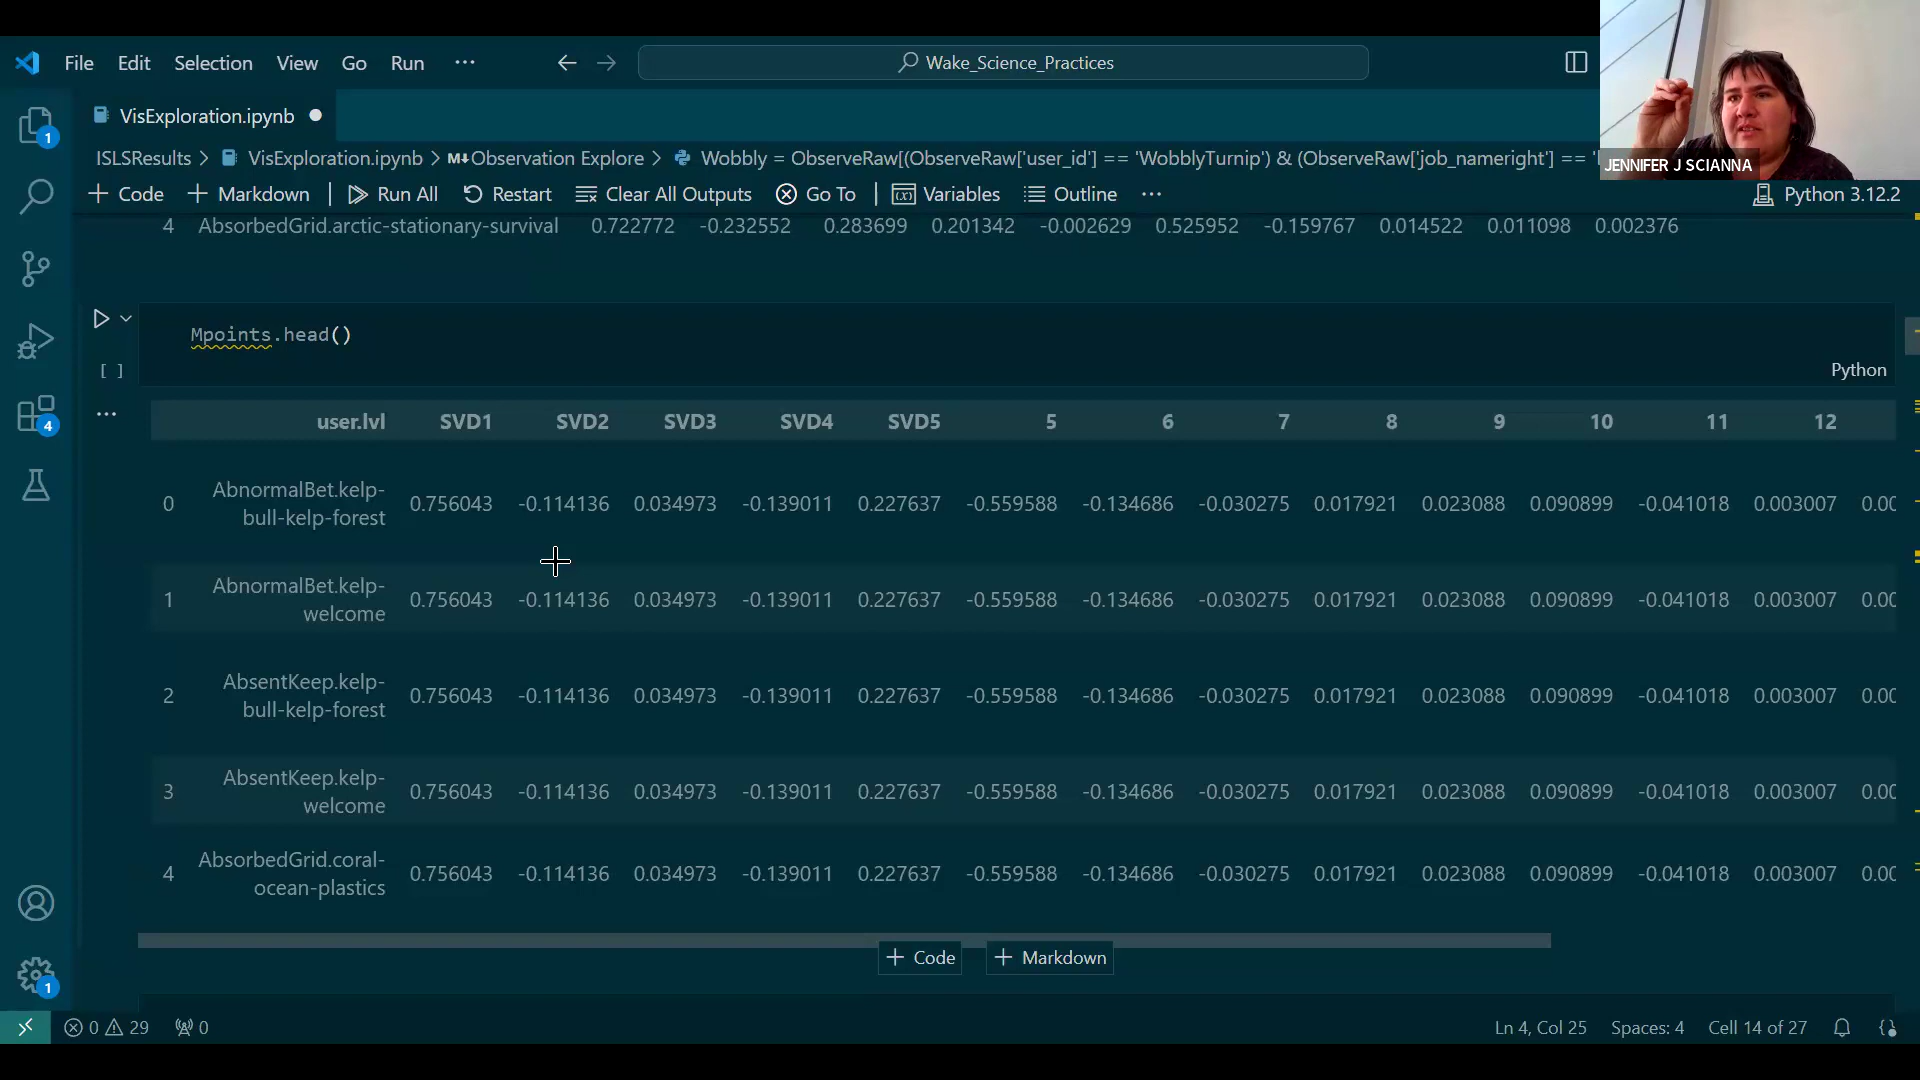 File Edit Selection View Go Run ··· Wake_Science_Practices
VisExploration.ipynb
JENNIFER J SCIANNA
ISLSResults > VisExploration.ipynb > M↓Observation Explore > Wobbly = ObserveRaw[(ObserveRaw['user_id'] == 'WobblyTurnip') & (ObserveRaw['job_nameright'] == '
+ Code + Markdown Run All Restart Clear All Outputs Go To Variables Outline ··· Python 3.12.2
4 AbsorbedGrid.arctic-stationary-survival 0.722772 -0.232552 0.283699 0.201342 -0.002629 0.525952 -0.159767 0.014522 0.011098 0.002376
Mpoints.head()
[ ]
Python
user.lvl SVD1 SVD2 SVD3 SVD4 SVD5 5 6 7 8 9 10 11 12
0 AbnormalBet.kelp-
bull-kelp-forest 0.756043 -0.114136 0.034973 -0.139011 0.227637 -0.559588 -0.134686 -0.030275 0.017921 0.023088 0.090899 -0.041018 0.003007 0.00
1 AbnormalBet.kelp-
welcome 0.756043 -0.114136 0.034973 -0.139011 0.227637 -0.559588 -0.134686 -0.030275 0.017921 0.023088 0.090899 -0.041018 0.003007 0.00
2 AbsentKeep.kelp-
bull-kelp-forest 0.756043 -0.114136 0.034973 -0.139011 0.227637 -0.559588 -0.134686 -0.030275 0.017921 0.023088 0.090899 -0.041018 0.003007 0.00
3 AbsentKeep.kelp-
welcome 0.756043 -0.114136 0.034973 -0.139011 0.227637 -0.559588 -0.134686 -0.030275 0.017921 0.023088 0.090899 -0.041018 0.003007 0.00
4 AbsorbedGrid.coral-
ocean-plastics 0.756043 -0.114136 0.034973 -0.139011 0.227637 -0.559588 -0.134686 -0.030275 0.017921 0.023088 0.090899 -0.041018 0.003007 0.00
+ Code + Markdown
1
4
1
0 29 0 Ln 4, Col 25 Spaces: 4 Cell 14 of 27